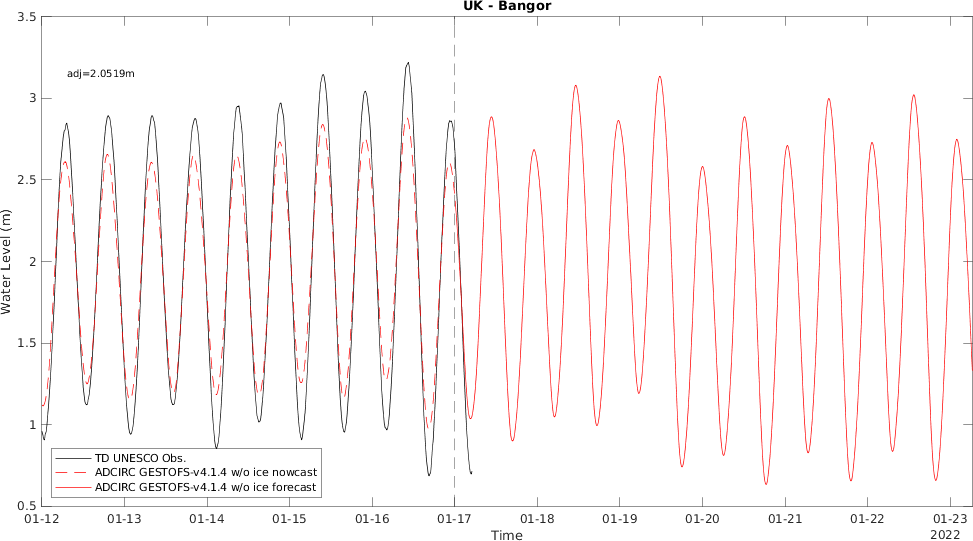 UK - Bangor
adj=2.0519m
Water Level (m)
3.5
3
2.5
2
1.5
1
0.5
TD UNESCO Obs.
ADCIRC GESTOFS-v4.1.4 w/o ice nowcast
ADCIRC GESTOFS-v4.1.4 w/o ice forecast
01-12 01-13 01-14 01-15 01-16 01-17 01-18 01-19 01-20 01-21 01-22 01-23
2022
Time